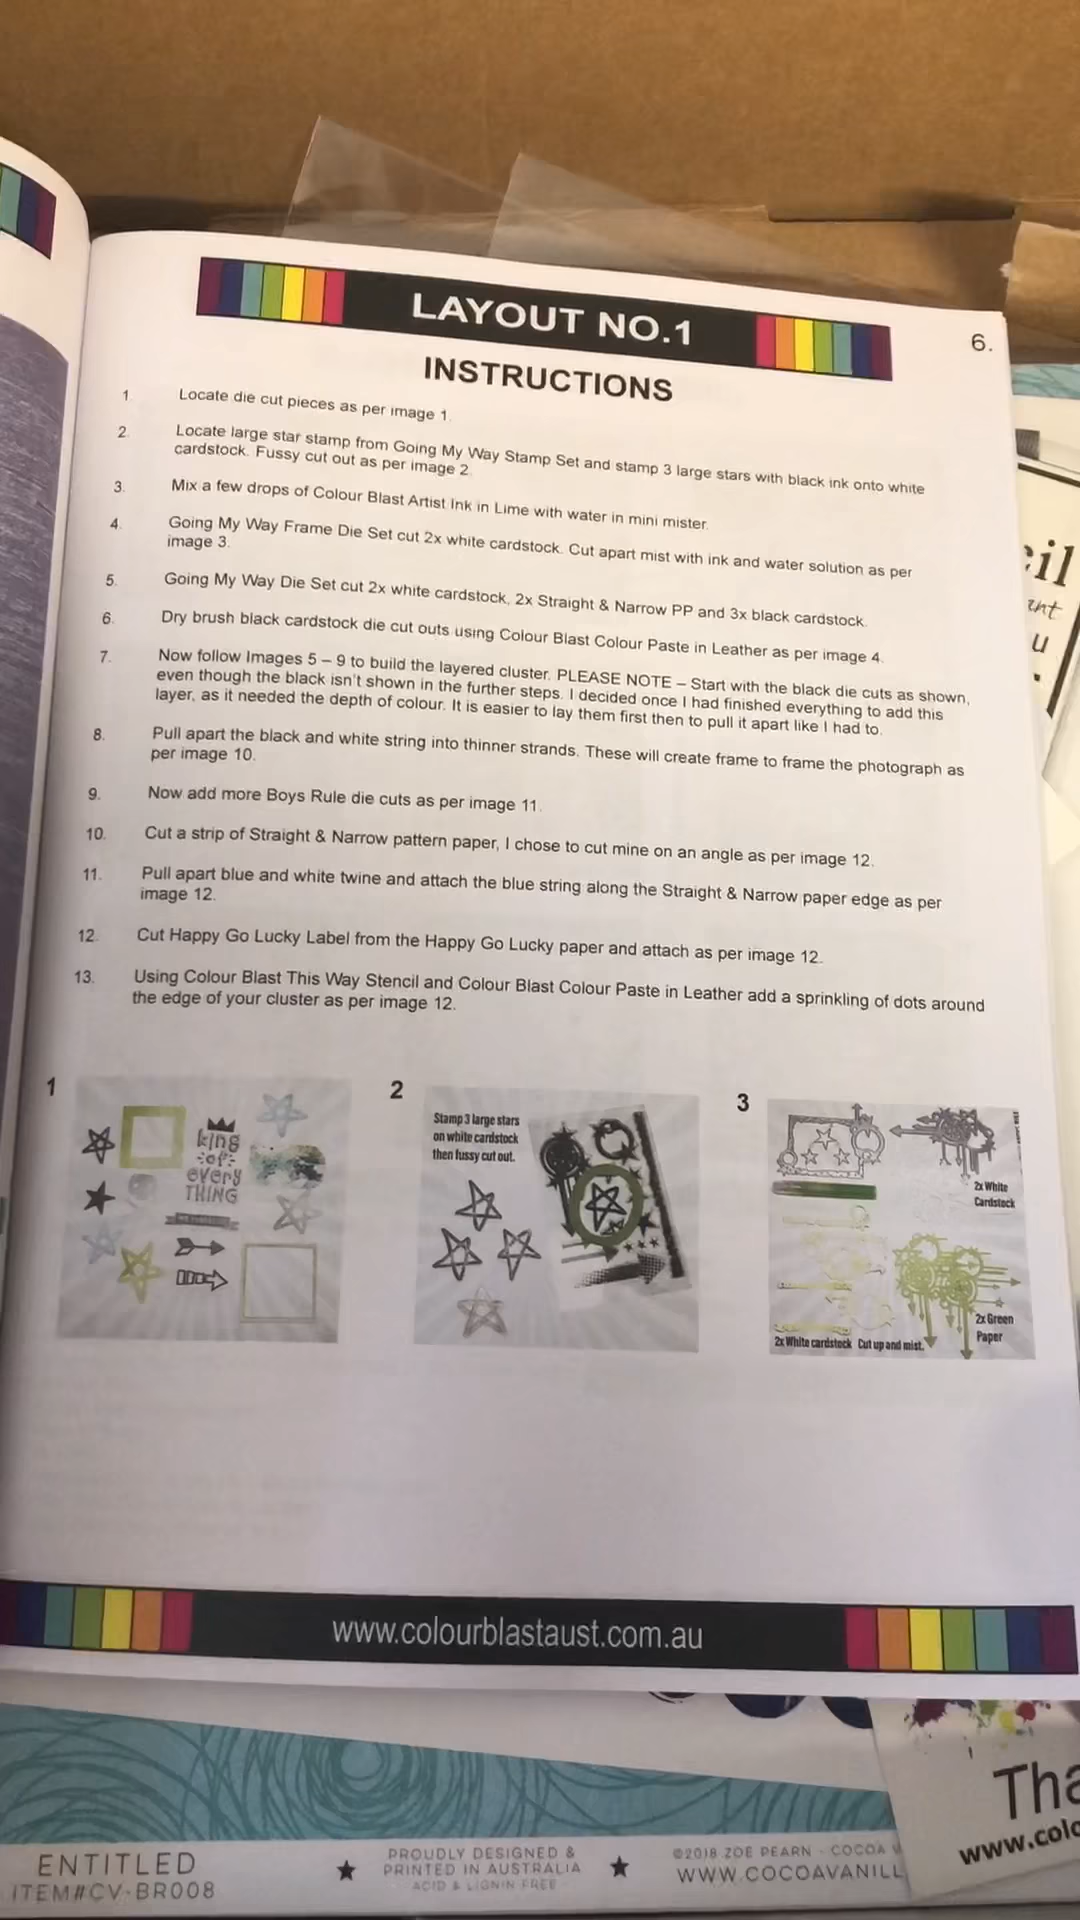 LAYOUT NO.1
6.
INSTRUCTIONS
1. Locate die cut pieces as per image 1.
2. Locate large star stamp from Going My Way Stamp Set and stamp 3 large stars with black ink onto white
cardstock. Fussy cut out as per image 2.
3. Mix a few drops of Colour Blast Artist Ink in Lime with water in mini mister.
4. Going My Way Frame Die Set cut 2x white cardstock. Cut apart mist with ink and water solution as per
image 3.
5. Going My Way Die Set cut 2x white cardstock, 2x Straight & Narrow PP and 3x black cardstock.
6. Dry brush black cardstock die cut outs using Colour Blast Colour Paste in Leather as per image 4.
7. Now follow Images 5 – 9 to build the layered cluster. PLEASE NOTE – Start with the black die cuts as shown,
even though the black isn't shown in the further steps. I decided once I had finished everything to add this
layer, as it needed the depth of colour. It is easier to lay them first then to pull it apart like I had to.
8. Pull apart the black and white string into thinner strands. These will create frame to frame the photograph as
per image 10.
9. Now add more Boys Rule die cuts as per image 11.
10. Cut a strip of Straight & Narrow pattern paper, I chose to cut mine on an angle as per image 12.
11. Pull apart blue and white twine and attach the blue string along the Straight & Narrow paper edge as per
image 12.
12. Cut Happy Go Lucky Label from the Happy Go Lucky paper and attach as per image 12.
13. Using Colour Blast This Way Stencil and Colour Blast Colour Paste in Leather add a sprinkling of dots around
the edge of your cluster as per image 12.
1
king
of
every
THING
2
Stamp 3 large stars
on white cardstock
then fussy cut out.
3
2x White
Cardstock
2x Green
Paper
2x White cardstock Cut up and mist.
www.colourblastaust.com.au
Tha
www.colo
ENTITLED
ITEM#CV-BR008
PROUDLY DESIGNED &
PRINTED IN AUSTRALIA
ACID & LIGNIN FREE
©2018 ZOE PEARN - COCOA V
WWW.COCOAVANILL